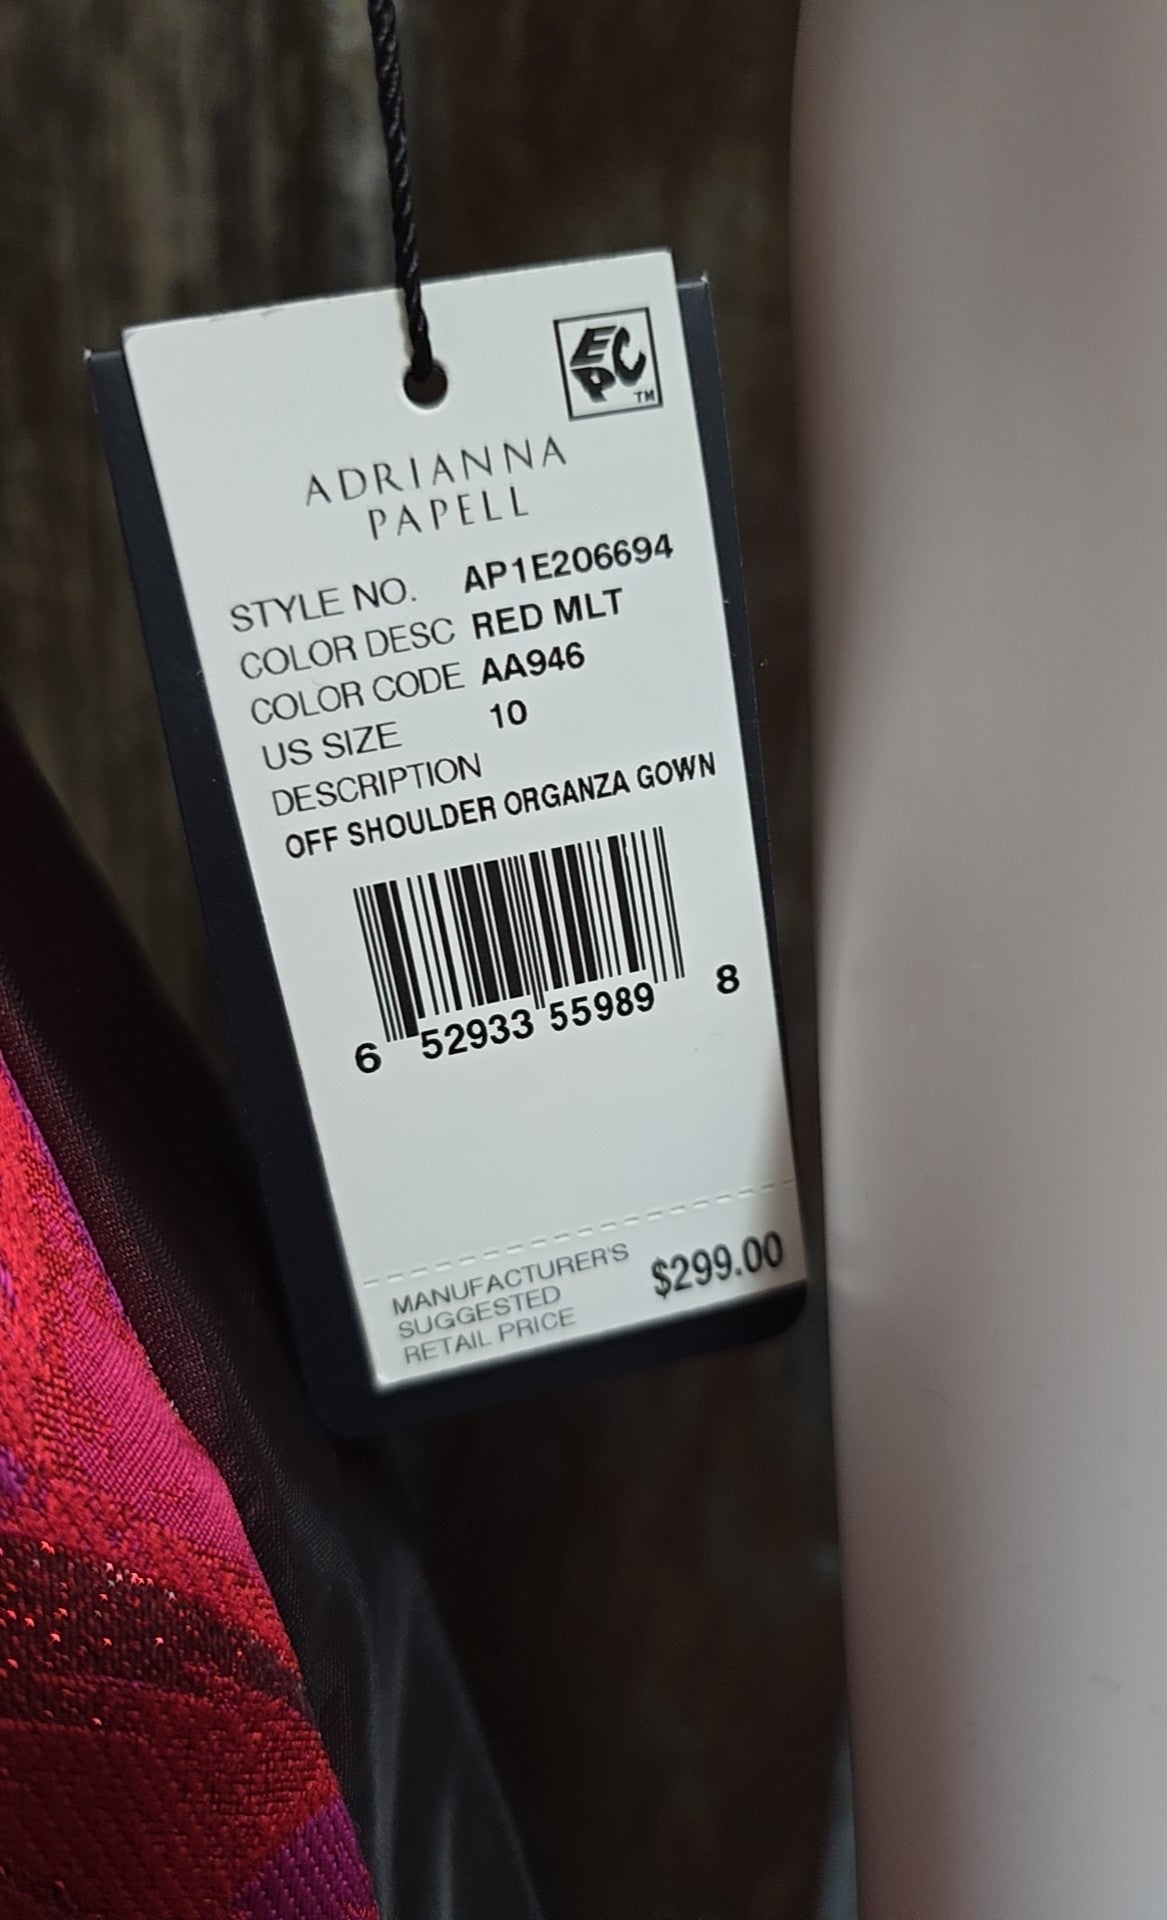 EPC
TM
ADRIANNA
PAPELL
STYLE NO. AP1E206694
COLOR DESC RED MLT
COLOR CODE AA946
US SIZE 10
DESCRIPTION
OFF SHOULDER ORGANZA GOWN
6 52933 55989 8
MANUFACTURER'S
SUGGESTED
RETAIL PRICE
$299.00